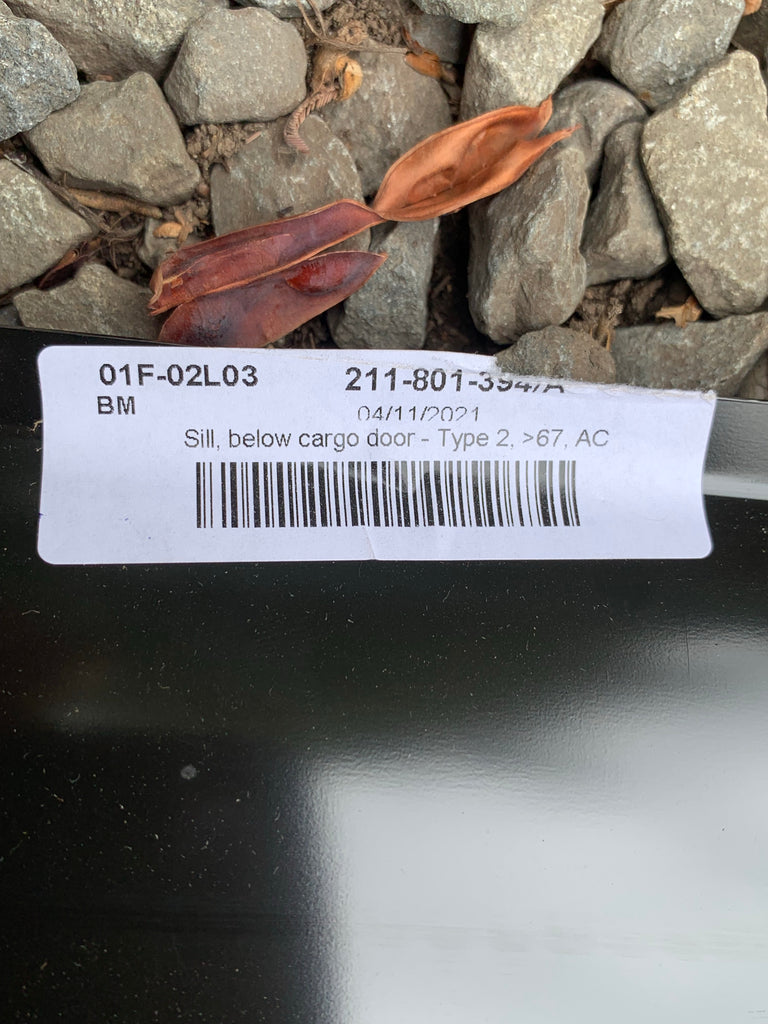 01F-02L03 211-801-394/A
BM 04/11/2021
Sill, below cargo door - Type 2, >67, AC